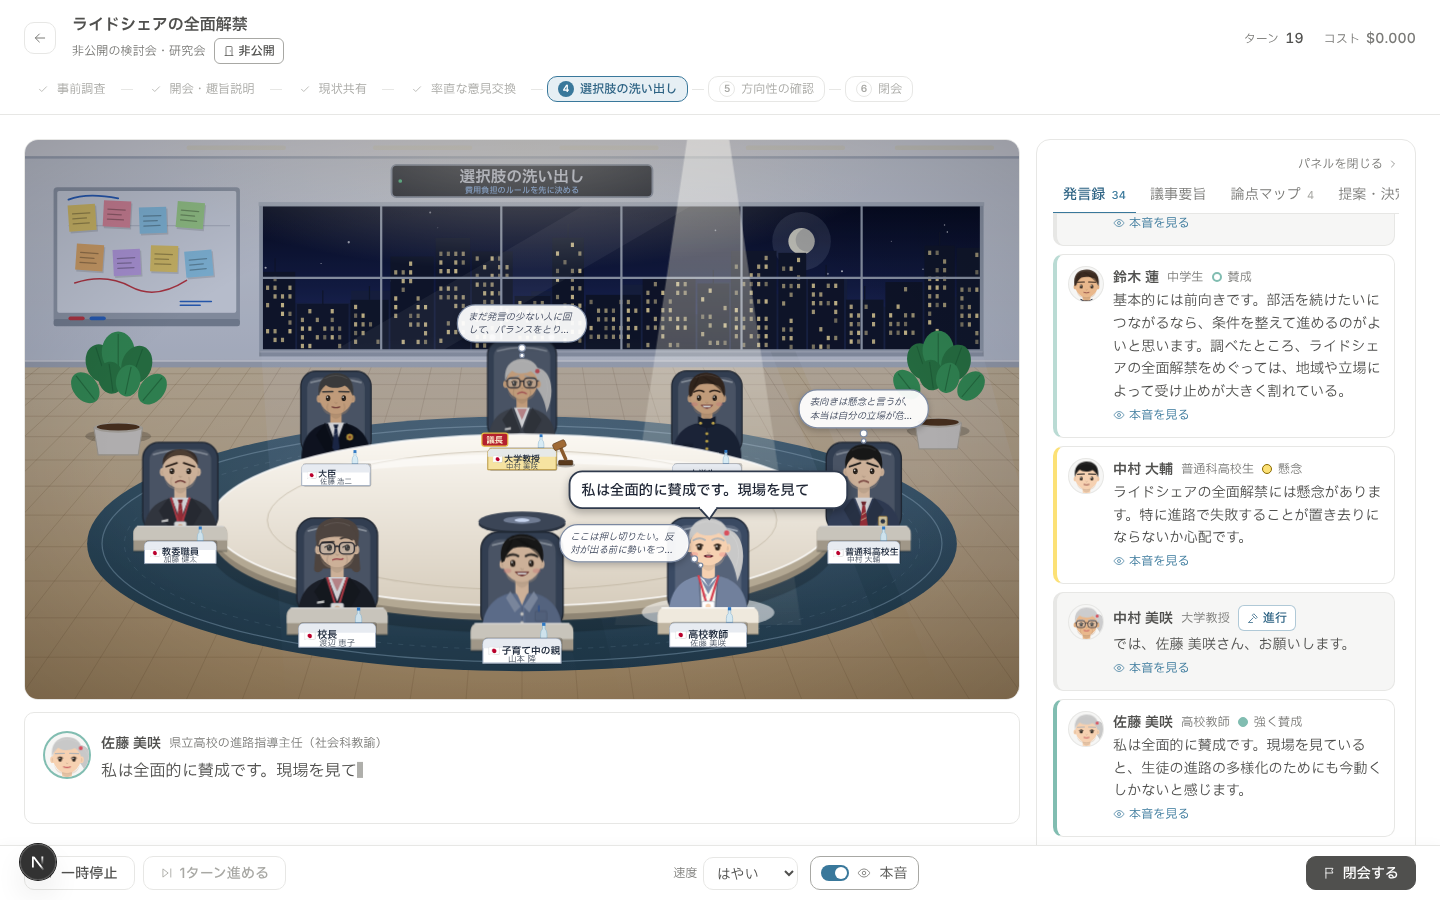 ライドシェアの全面解禁
非公開の検討会・研究会 非公開
ターン 19 コスト $0.000
事前調査 開会・趣旨説明 現状共有 率直な意見交換 4 選択肢の洗い出し 5 方向性の確認 6 閉会
選択肢の洗い出し
費用負担のルールを先に決める
まだ発言の少ない人に回
して、バランスをとり…
表向きは懸念と言うが、
本当は自分の立場が危…
議長
大学教授
中村 美咲
大臣
佐藤 浩二
私は全面的に賛成です。現場を見て
ここは押し切りたい。反
対が出る前に勢いをつ…
教委職員
加藤 健太
普通科高校生
中村 大輔
校長
渡辺 恵子
子育て中の親
山本 陸
高校教師
佐藤 美咲
佐藤 美咲 県立高校の進路指導主任（社会科教諭）
私は全面的に賛成です。現場を見て
パネルを閉じる
発言録 34 議事要旨 論点マップ 4 提案・決
本音を見る
鈴木 蓮 中学生 賛成
基本的には前向きです。部活を続けたいに
つながるなら、条件を整えて進めるのがよ
いと思います。調べたところ、ライドシェ
アの全面解禁をめぐっては、地域や立場に
よって受け止めが大きく割れている。
本音を見る
中村 大輔 普通科高校生 懸念
ライドシェアの全面解禁には懸念がありま
す。特に進路で失敗することが置き去りに
ならないか心配です。
本音を見る
中村 美咲 大学教授 進行
では、佐藤 美咲さん、お願いします。
本音を見る
佐藤 美咲 高校教師 強く賛成
私は全面的に賛成です。現場を見ている
と、生徒の進路の多様化のためにも今動く
しかないと感じます。
本音を見る
N 一時停止 1ターン進める 速度 はやい 本音 閉会する